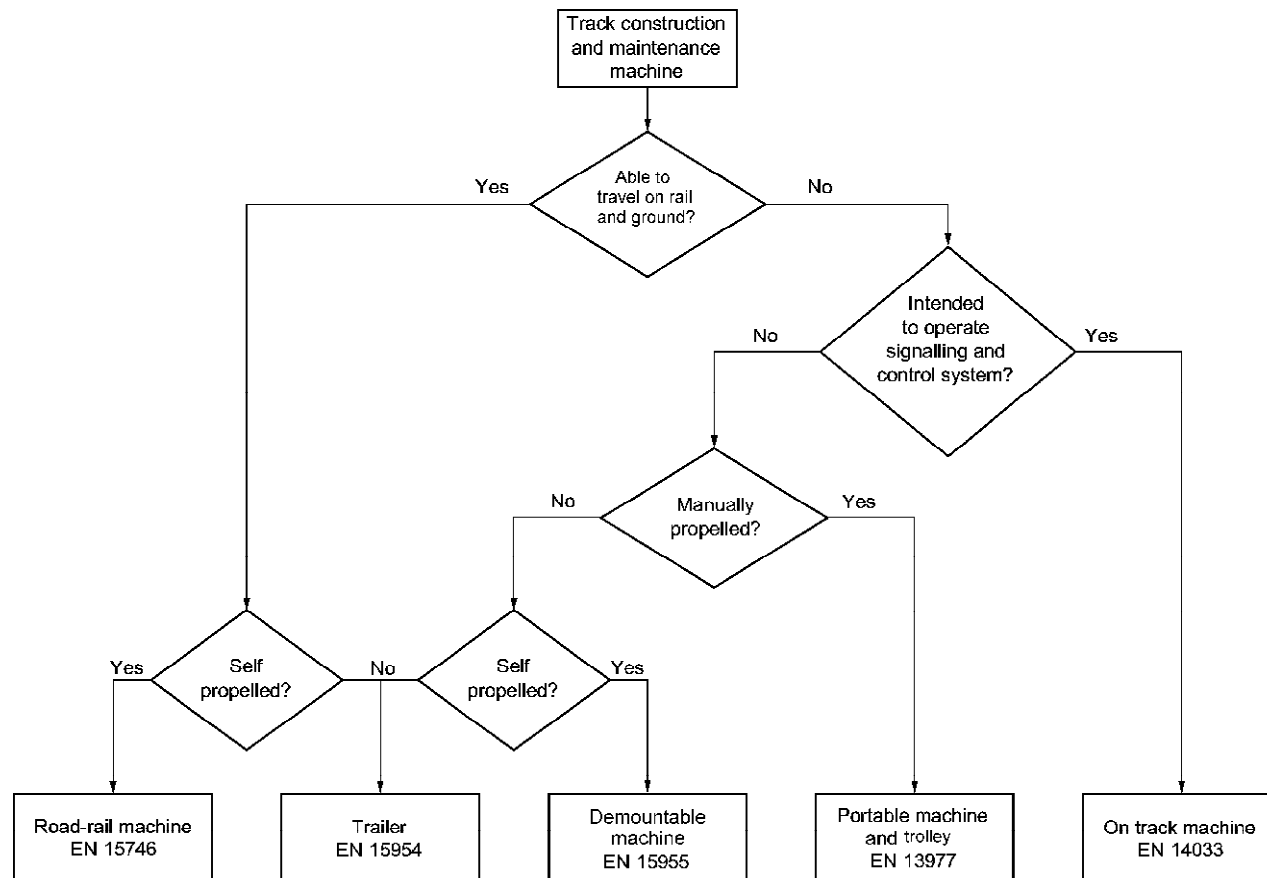 Track construction
and maintenance
machine
Able to
travel on rail
and ground?
Yes
No
Intended
to operate
signalling and
control system?
No
Yes
Manually
propelled?
No
Yes
Self
propelled?
Yes
No
Self
propelled?
Yes
Road-rail machine
EN 15746
Trailer
EN 15954
Demountable
machine
EN 15955
Portable machine
and trolley
EN 13977
On track machine
EN 14033